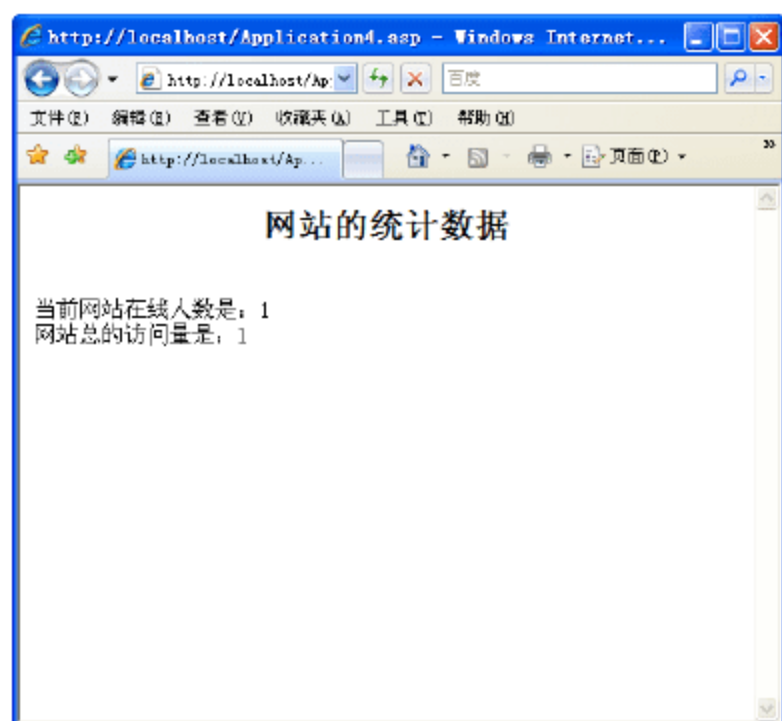 http://localhost/Application4.asp - Windows Internet...
http://localhost/Ap
百度
文件(F) 编辑(E) 查看(V) 收藏夹(A) 工具(T) 帮助(H)
http://localhost/Ap... 页面(P)
网站的统计数据
当前网站在线人数是：1
网站总的访问量是：1